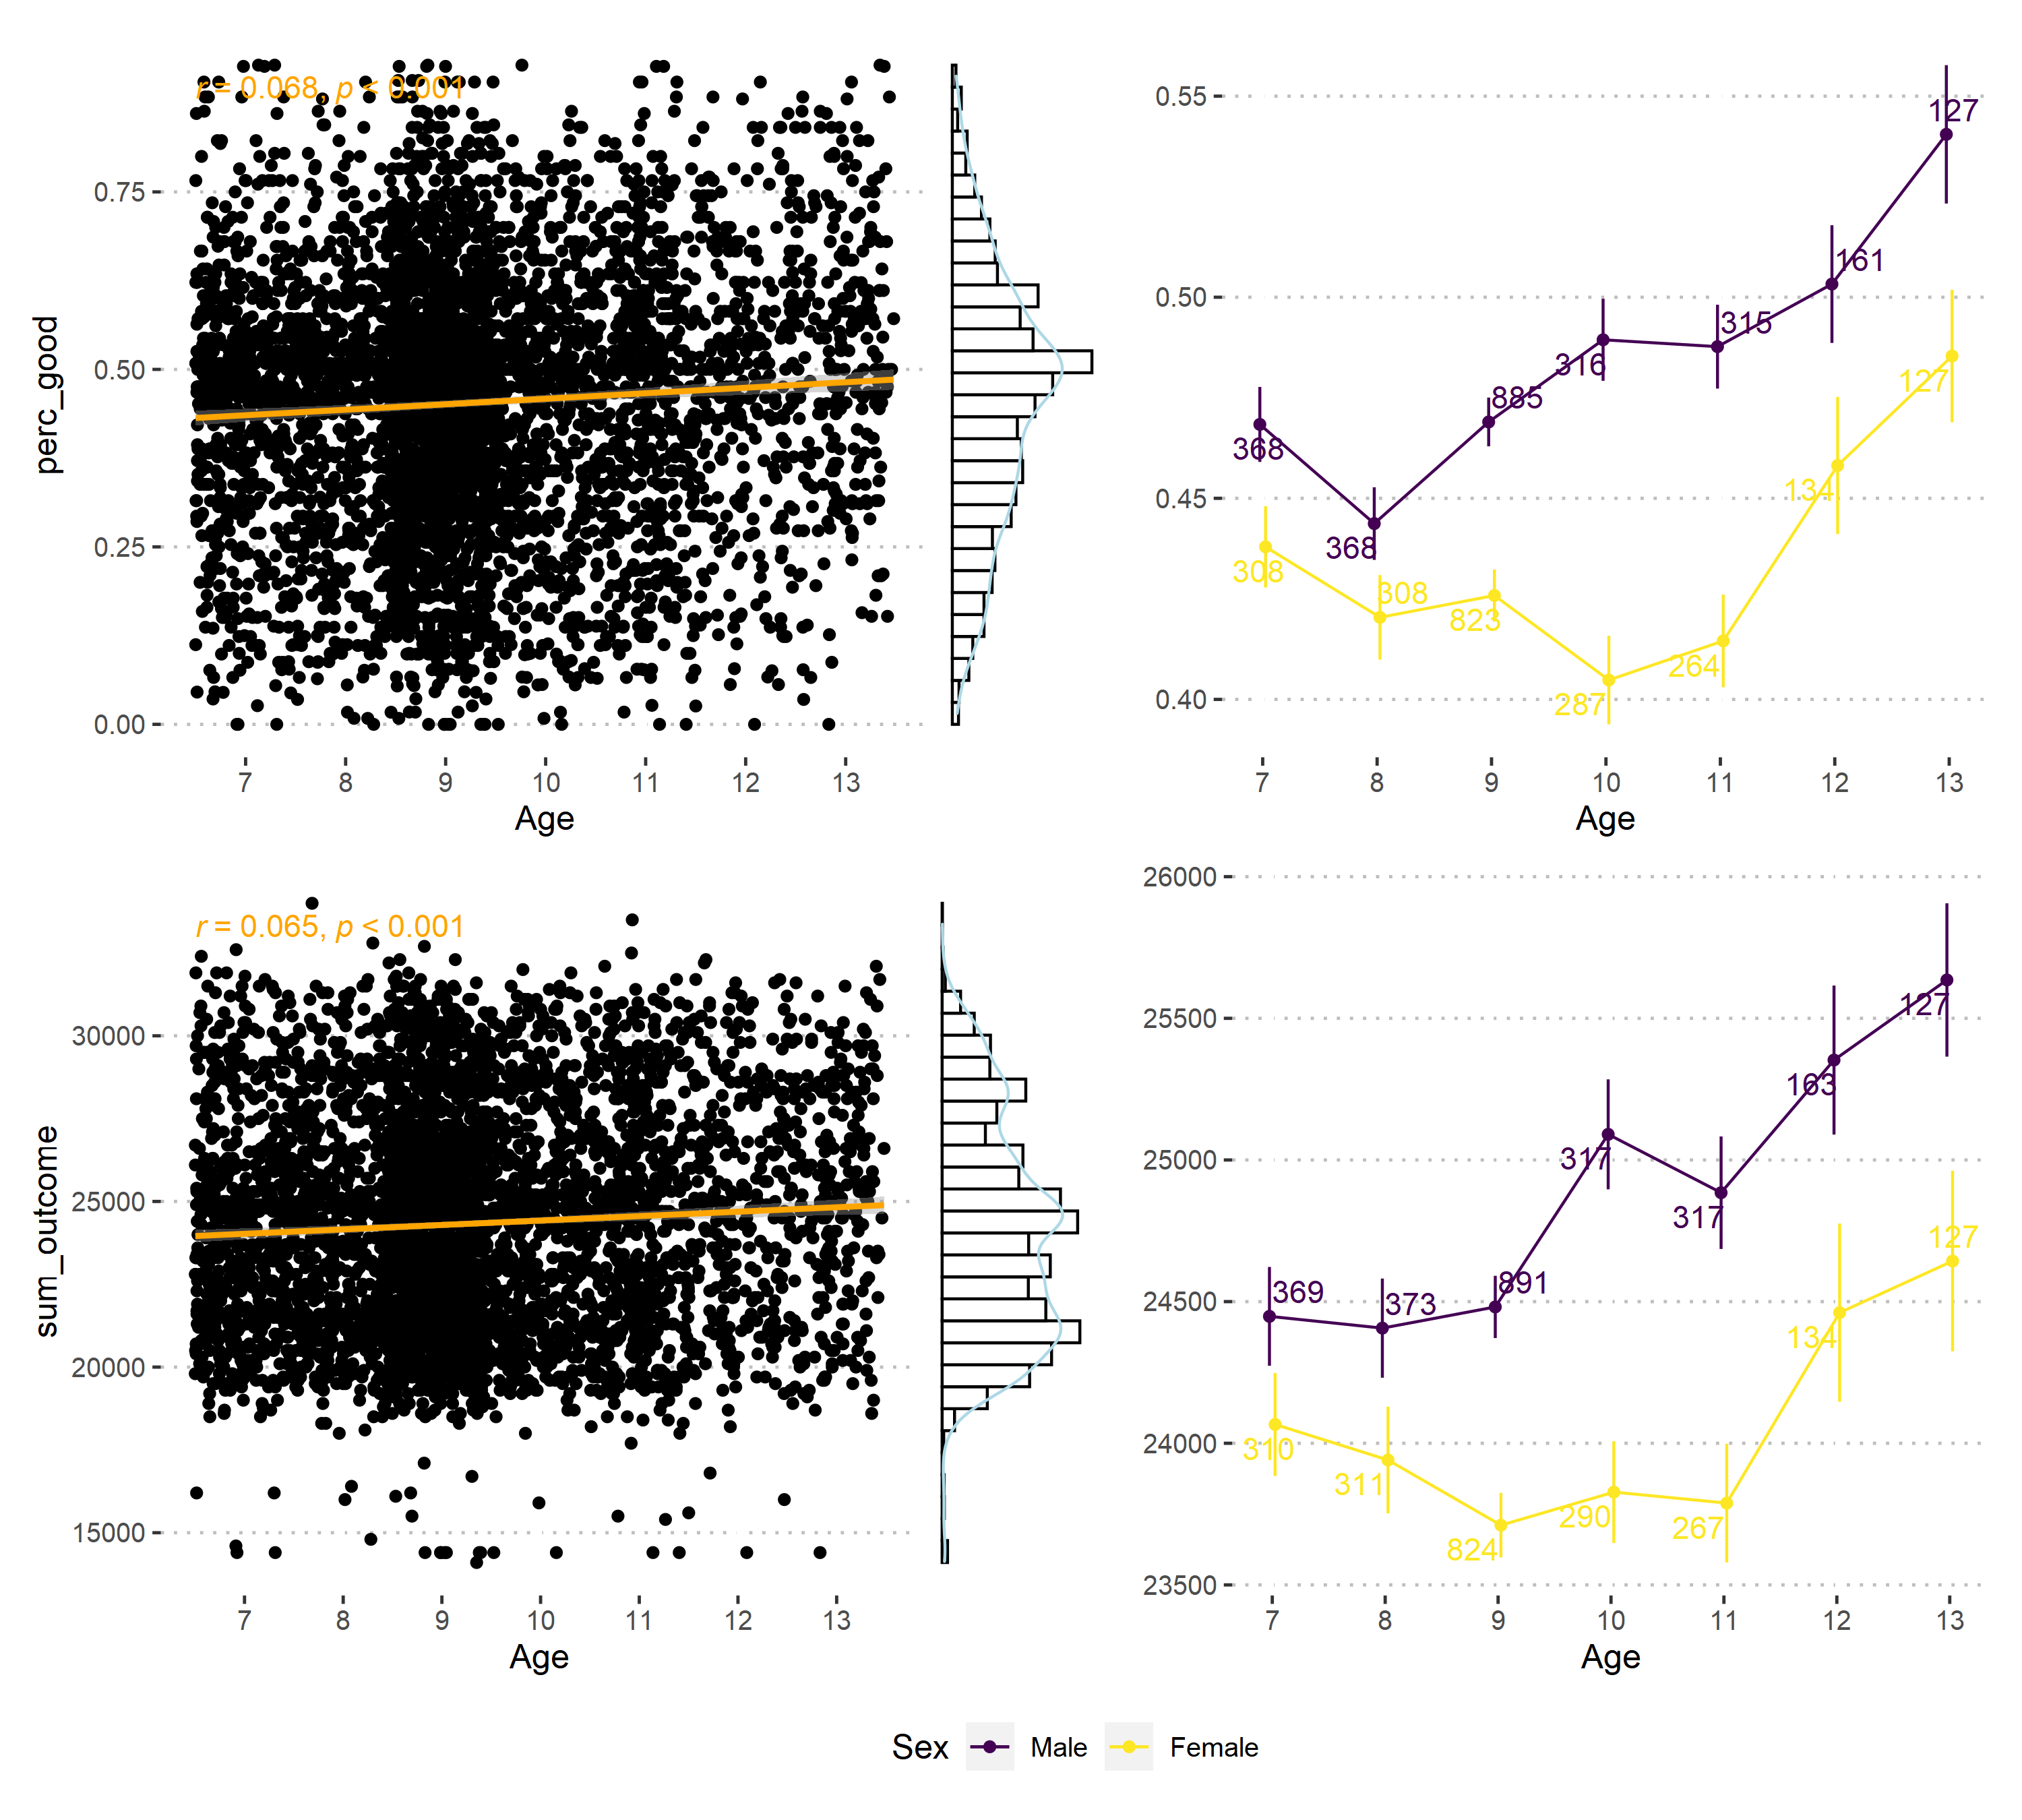 r = 0.068, p < 0.001
perc_good
0.75
0.50
0.25
0.00
7 8 9 10 11 12 13
Age
0.55
0.50
0.45
0.40
368 368 885 316 315 161 127
308 308 823 287 264 134 127
7 8 9 10 11 12 13
Age
r = 0.065, p < 0.001
sum_outcome
30000
25000
20000
15000
7 8 9 10 11 12 13
Age
26000
25500
25000
24500
24000
23500
369 373 891 317 317 163 127
310 311 824 290 267 134 127
7 8 9 10 11 12 13
Age
Sex Male Female